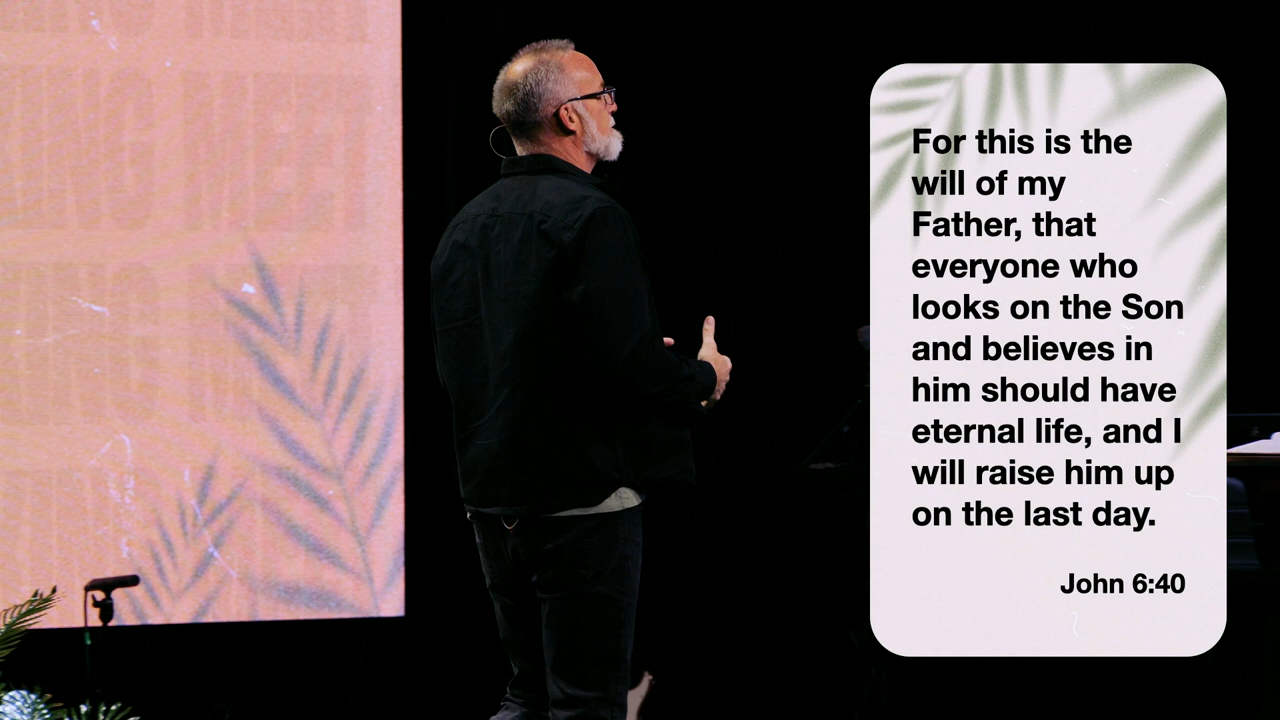 For this is the
will of my
Father, that
everyone who
looks on the Son
and believes in
him should have
eternal life, and I
will raise him up
on the last day.
John 6:40